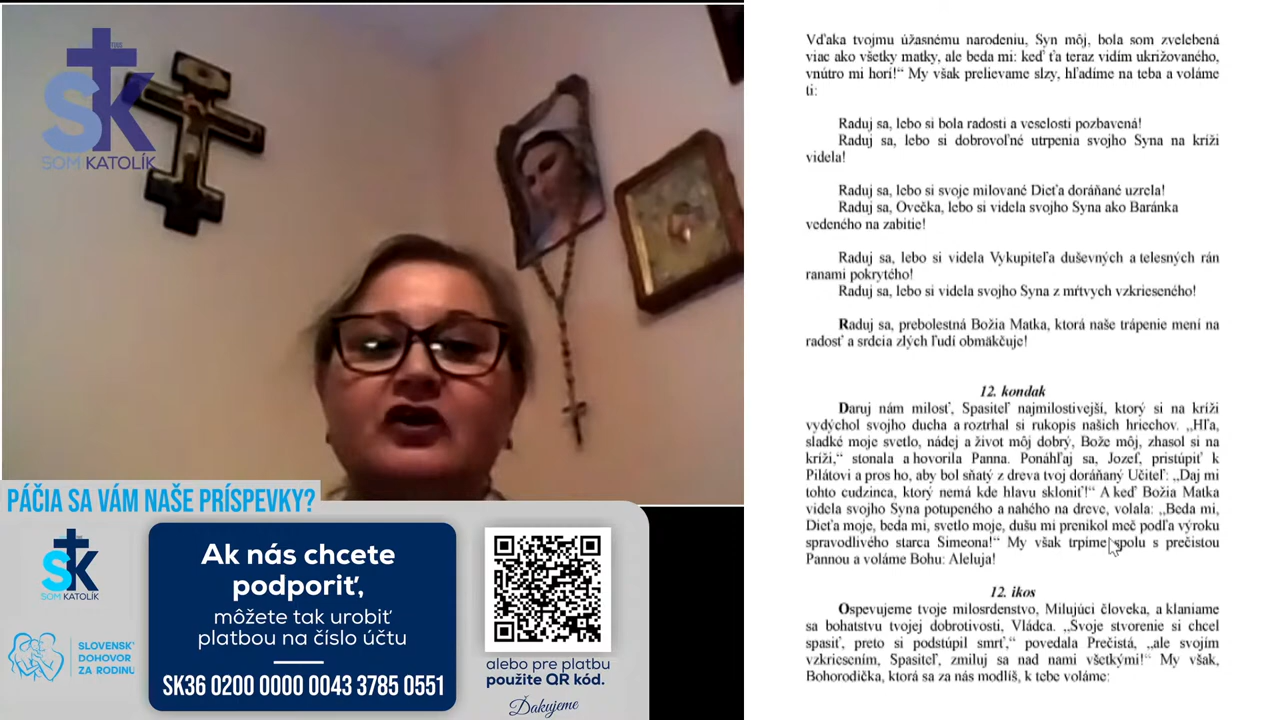 SK
SOM KATOLÍK
PÁČIA SA VÁM NAŠE PRÍSPEVKY?
SK
SOM KATOLÍK
SLOVENSKÝ
DOHOVOR
ZA RODINU
Ak nás chcete
podporiť,
môžete tak urobiť
platbou na číslo účtu
SK36 0200 0000 0043 3785 0551
alebo pre platbu
použite QR kód.
Ďakujeme
Vďaka tvojmu úžasnému narodeniu, Syn môj, bola som zvelebená
viac ako všetky matky, ale beda mi: keď ťa teraz vidím ukrižovaného,
vnútro mi horí!“ My však prelievame slzy, hľadíme na teba a voláme
ti:
Raduj sa, lebo si bola radosti a veselosti pozbavená!
Raduj sa, lebo si dobrovoľné utrpenia svojho Syna na kríži
videla!
Raduj sa, lebo si svoje milované Dieťa doráňané uzrela!
Raduj sa, Ovečka, lebo si videla svojho Syna ako Baránka
vedeného na zabitie!
Raduj sa, lebo si videla Vykupiteľa duševných a telesných rán
ranami pokrytého!
Raduj sa, lebo si videla svojho Syna z mŕtvych vzkrieseného!
Raduj sa, prebolestná Božia Matka, ktorá naše trápenie mení na
radosť a srdcia zlých ľudí obmäkčuje!
12. kondak
Daruj nám milosť, Spasiteľ najmilostivejší, ktorý si na kríži
vydýchol svojho ducha a roztrhal si rukopis našich hriechov. „Hľa,
sladké moje svetlo, nádej a život môj dobrý, Bože môj, zhasol si na
kríži,“ stonala a hovorila Panna. Ponáhľaj sa, Jozef, pristúpiť k
Pilátovi a pros ho, aby bol sňatý z dreva tvoj doráňaný Učiteľ: „Daj mi
tohto cudzinca, ktorý nemá kde hlavu skloniť!“ A keď Božia Matka
videla svojho Syna potupeného a nahého na dreve, volala: „Beda mi,
Dieťa moje, beda mi, svetlo moje, dušu mi prenikol meč podľa výroku
spravodlivého starca Simeona!“ My však trpíme spolu s prečistou
Pannou a voláme Bohu: Aleluja!
12. ikos
Ospevujeme tvoje milosrdenstvo, Milujúci človeka, a klaniame
sa bohatstvu tvojej dobrotivosti, Vládca. „Svoje stvorenie si chcel
spasiť, preto si podstúpil smrť,“ povedala Prečistá, „ale svojím
vzkriesením, Spasiteľ, zmiluj sa nad nami všetkými!“ My však,
Bohorodička, ktorá sa za nás modlíš, k tebe voláme: